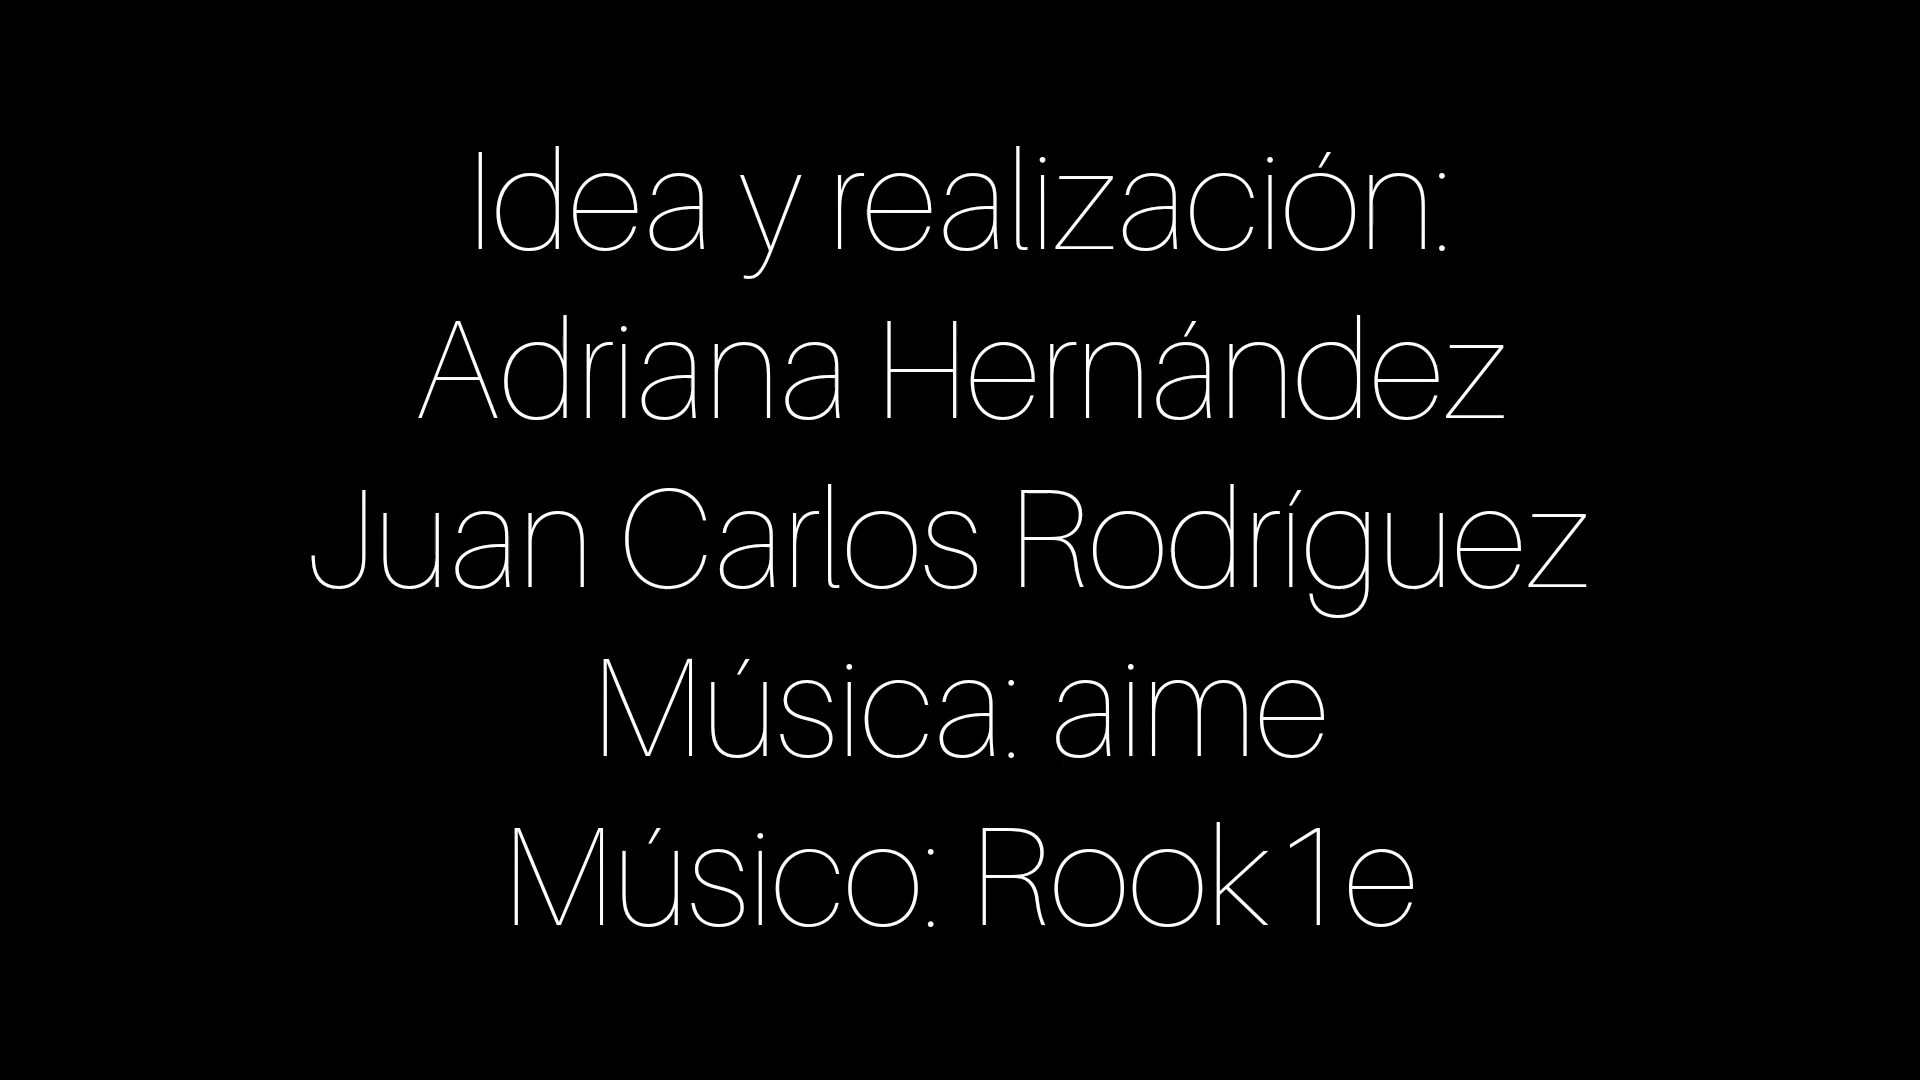 Idea y realización:
Adriana Hernández
Juan Carlos Rodríguez
Música: aime
Músico: Rook1e